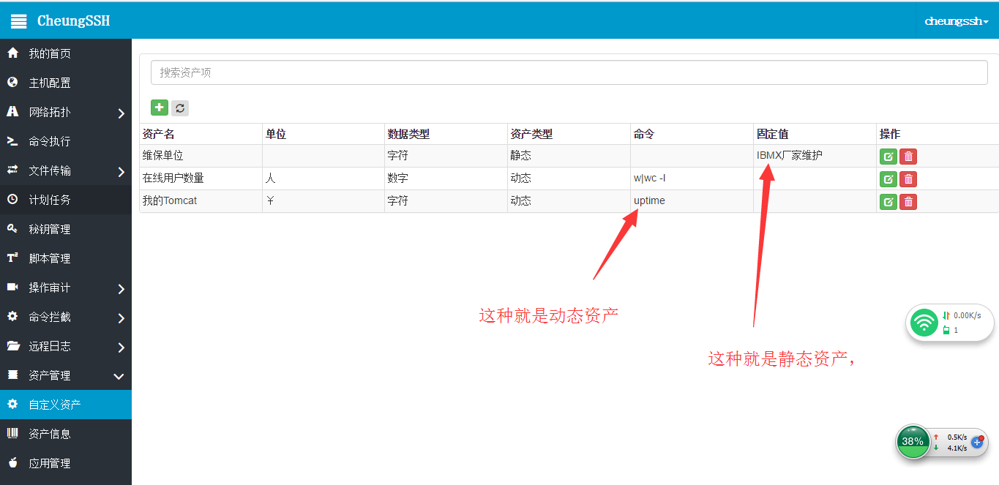 CheungSSH
cheungssh
我的首页
主机配置
网络拓扑
命令执行
文件传输
计划任务
秘钥管理
脚本管理
操作审计
命令拦截
远程日志
资产管理
自定义资产
资产信息
应用管理
搜索资产项
资产名 单位 数据类型 资产类型 命令 固定值 操作
维保单位 字符 静态 IBMX厂家维护
在线用户数量 人 数字 动态 w|wc -l
我的Tomcat ¥ 字符 动态 uptime
这种就是动态资产
这种就是静态资产，
0.00K/s
1
38%
0.5K/s
4.1K/s